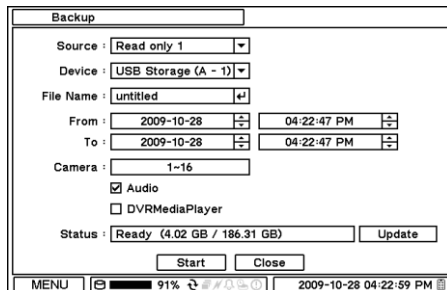 Backup
Source : Read only 1
Device : USB Storage (A - 1)
File Name : untitled
From : 2009-10-28 04:22:47 PM
To : 2009-10-28 04:22:47 PM
Camera : 1~16
Audio
DVRMediaPlayer
Status : Ready (4.02 GB / 186.31 GB) Update
Start Close
MENU 91% 2009-10-28 04:22:59 PM